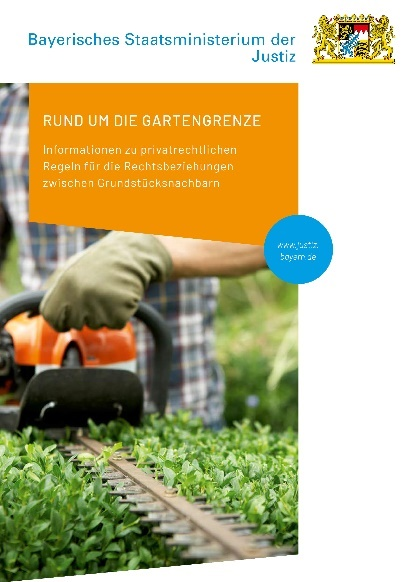 Bayerisches Staatsministerium der
Justiz
RUND UM DIE GARTENGRENZE
Informationen zu privatrechtlichen
Regeln für die Rechtsbeziehungen
zwischen Grundstücksnachbarn
www.justiz.
bayern.de